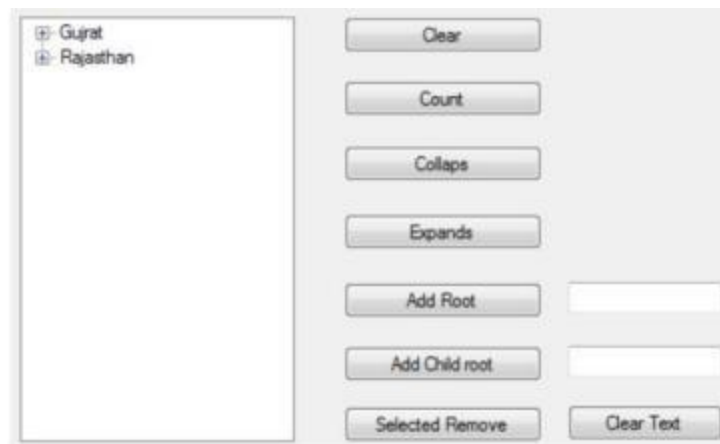 Gujrat
Rajasthan
Clear
Count
Collaps
Expands
Add Root
Add Child root
Selected Remove
Clear Text